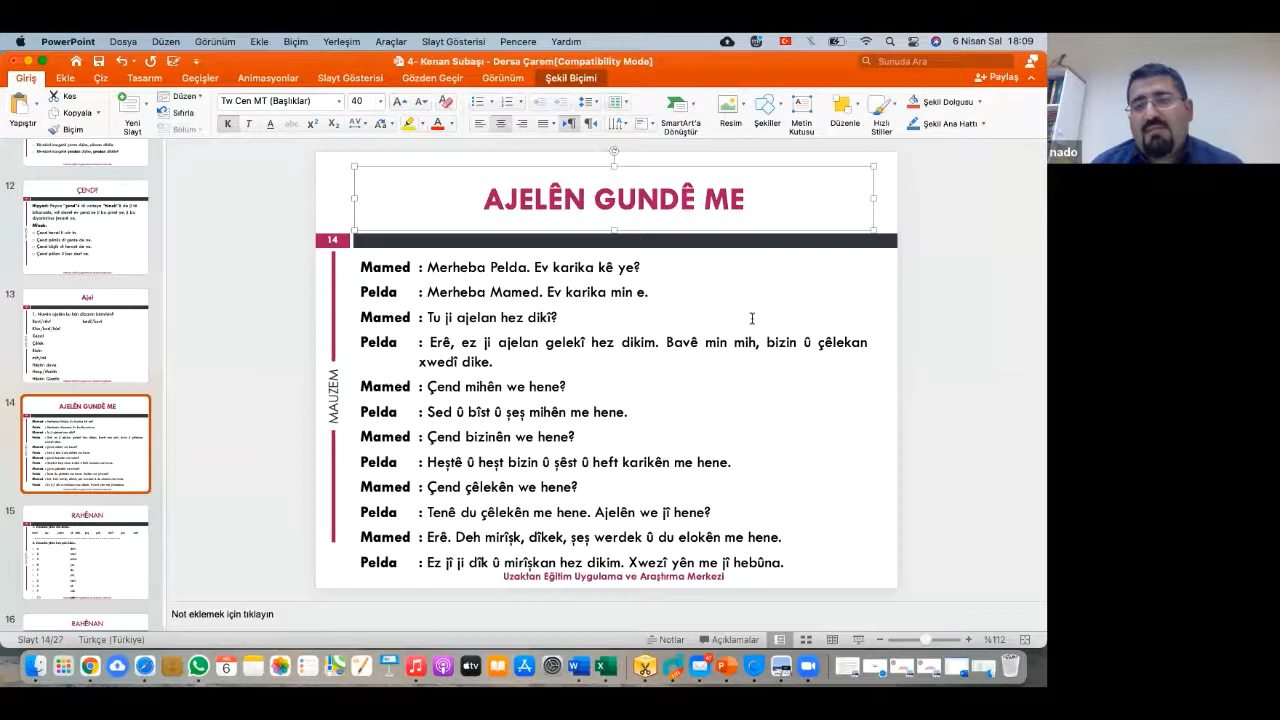 PowerPoint Dosya Düzen Görünüm Ekle Biçim Yerleşim Araçlar Slayt Gösterisi Pencere Yardım 6 Nisan Sal 18:09
4- Kenan Subaşı - Dersa Çarem[Compatibility Mode] Sunuda Ara
Giriş Ekle Çiz Tasarım Geçişler Animasyonlar Slayt Gösterisi Gözden Geçir Görünüm Şekil Biçimi Paylaş
Yapıştır Kes Kopyala Biçim Yeni Slayt Düzen Sıfırla Bölüm Tw Cen MT (Başlıklar) 40 SmartArt'a Dönüştür Resim Şekiller Metin Kutusu Düzenle Hızlı Stiller Şekil Dolgusu Şekil Ana Hattı
nado
12
ÇEND?
13
Ajel
14
AJELÊN GUNDÊ ME
15
RAHÊNAN
16
RAHÊNAN
AJELÊN GUNDÊ ME
14
MAUZEM
Mamed : Merheba Pelda. Ev karika kê ye?
Pelda : Merheba Mamed. Ev karika min e.
Mamed : Tu ji ajelan hez dikî?
Pelda : Erê, ez ji ajelan gelekî hez dikim. Bavê min mih, bizin û çêlekan
xwedî dike.
Mamed : Çend mihên we hene?
Pelda : Sed û bîst û şeş mihên me hene.
Mamed : Çend bizinên we hene?
Pelda : Heştê û heşt bizin û şêst û heft karikên me hene.
Mamed : Çend çêlekên we hene?
Pelda : Tenê du çêlekên me hene. Ajelên we jî hene?
Mamed : Erê. Deh mirîşk, dîkek, şeş werdek û du elokên me hene.
Pelda : Ez jî ji dîk û mirîşkan hez dikim. Xwezî yên me jî hebûna.
Uzaktan Eğitim Uygulama ve Araştırma Merkezi
Not eklemek için tıklayın
Slayt 14/27 Türkçe (Türkiye) Notlar Açıklamalar %112